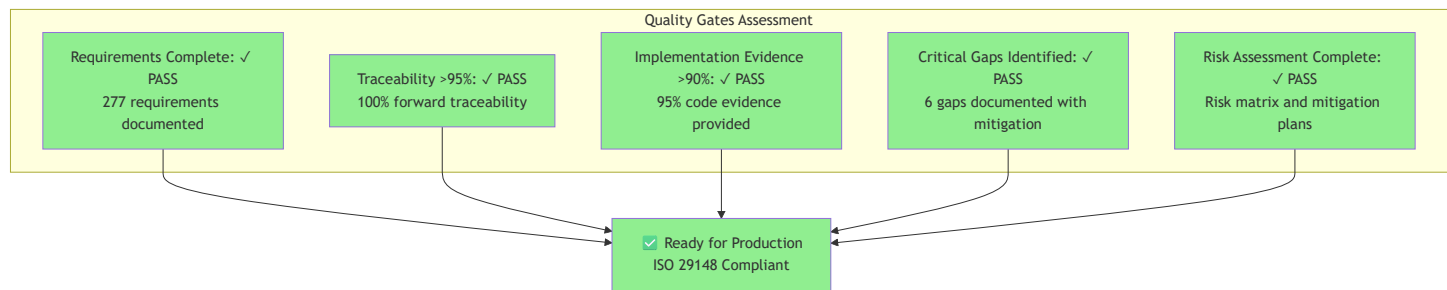 Quality Gates Assessment
Requirements Complete: ✓
PASS
277 requirements
documented
Traceability >95%: ✓ PASS
100% forward traceability
Implementation Evidence
>90%: ✓ PASS
95% code evidence
provided
Critical Gaps Identified: ✓
PASS
6 gaps documented with
mitigation
Risk Assessment Complete:
✓ PASS
Risk matrix and mitigation
plans
✅ Ready for Production
ISO 29148 Compliant